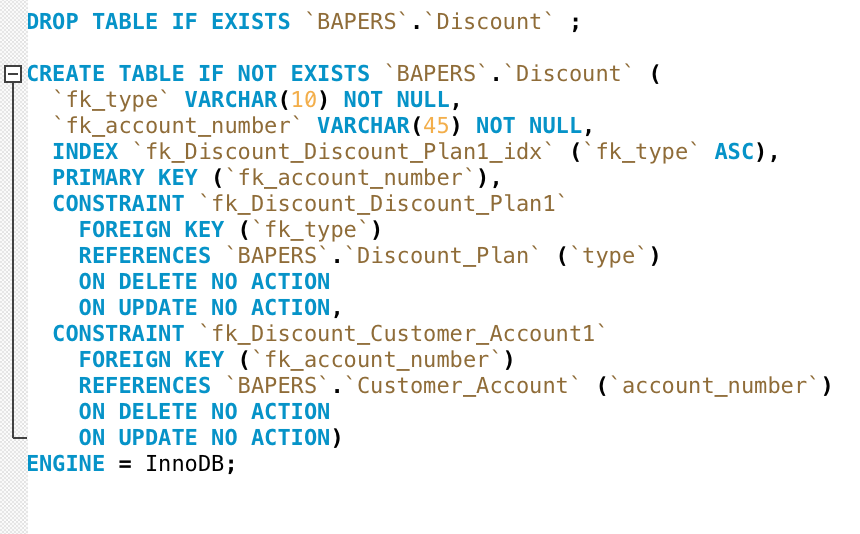 DROP TABLE IF EXISTS `BAPERS`.`Discount` ;

CREATE TABLE IF NOT EXISTS `BAPERS`.`Discount` (
  `fk_type` VARCHAR(10) NOT NULL,
  `fk_account_number` VARCHAR(45) NOT NULL,
  INDEX `fk_Discount_Discount_Plan1_idx` (`fk_type` ASC),
  PRIMARY KEY (`fk_account_number`),
  CONSTRAINT `fk_Discount_Discount_Plan1`
    FOREIGN KEY (`fk_type`)
    REFERENCES `BAPERS`.`Discount_Plan` (`type`)
    ON DELETE NO ACTION
    ON UPDATE NO ACTION,
  CONSTRAINT `fk_Discount_Customer_Account1`
    FOREIGN KEY (`fk_account_number`)
    REFERENCES `BAPERS`.`Customer_Account` (`account_number`)
    ON DELETE NO ACTION
    ON UPDATE NO ACTION)
ENGINE = InnoDB;